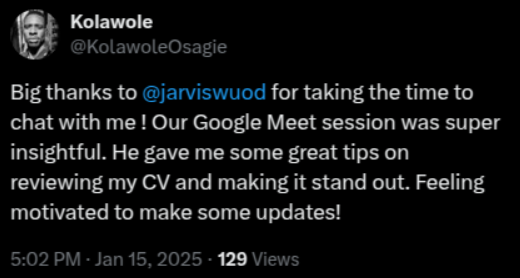 Kolawole
@KolawoleOsagie
Big thanks to @jarviswuod for taking the time to
chat with me ! Our Google Meet session was super
insightful. He gave me some great tips on
reviewing my CV and making it stand out. Feeling
motivated to make some updates!
5:02 PM · Jan 15, 2025 · 129 Views